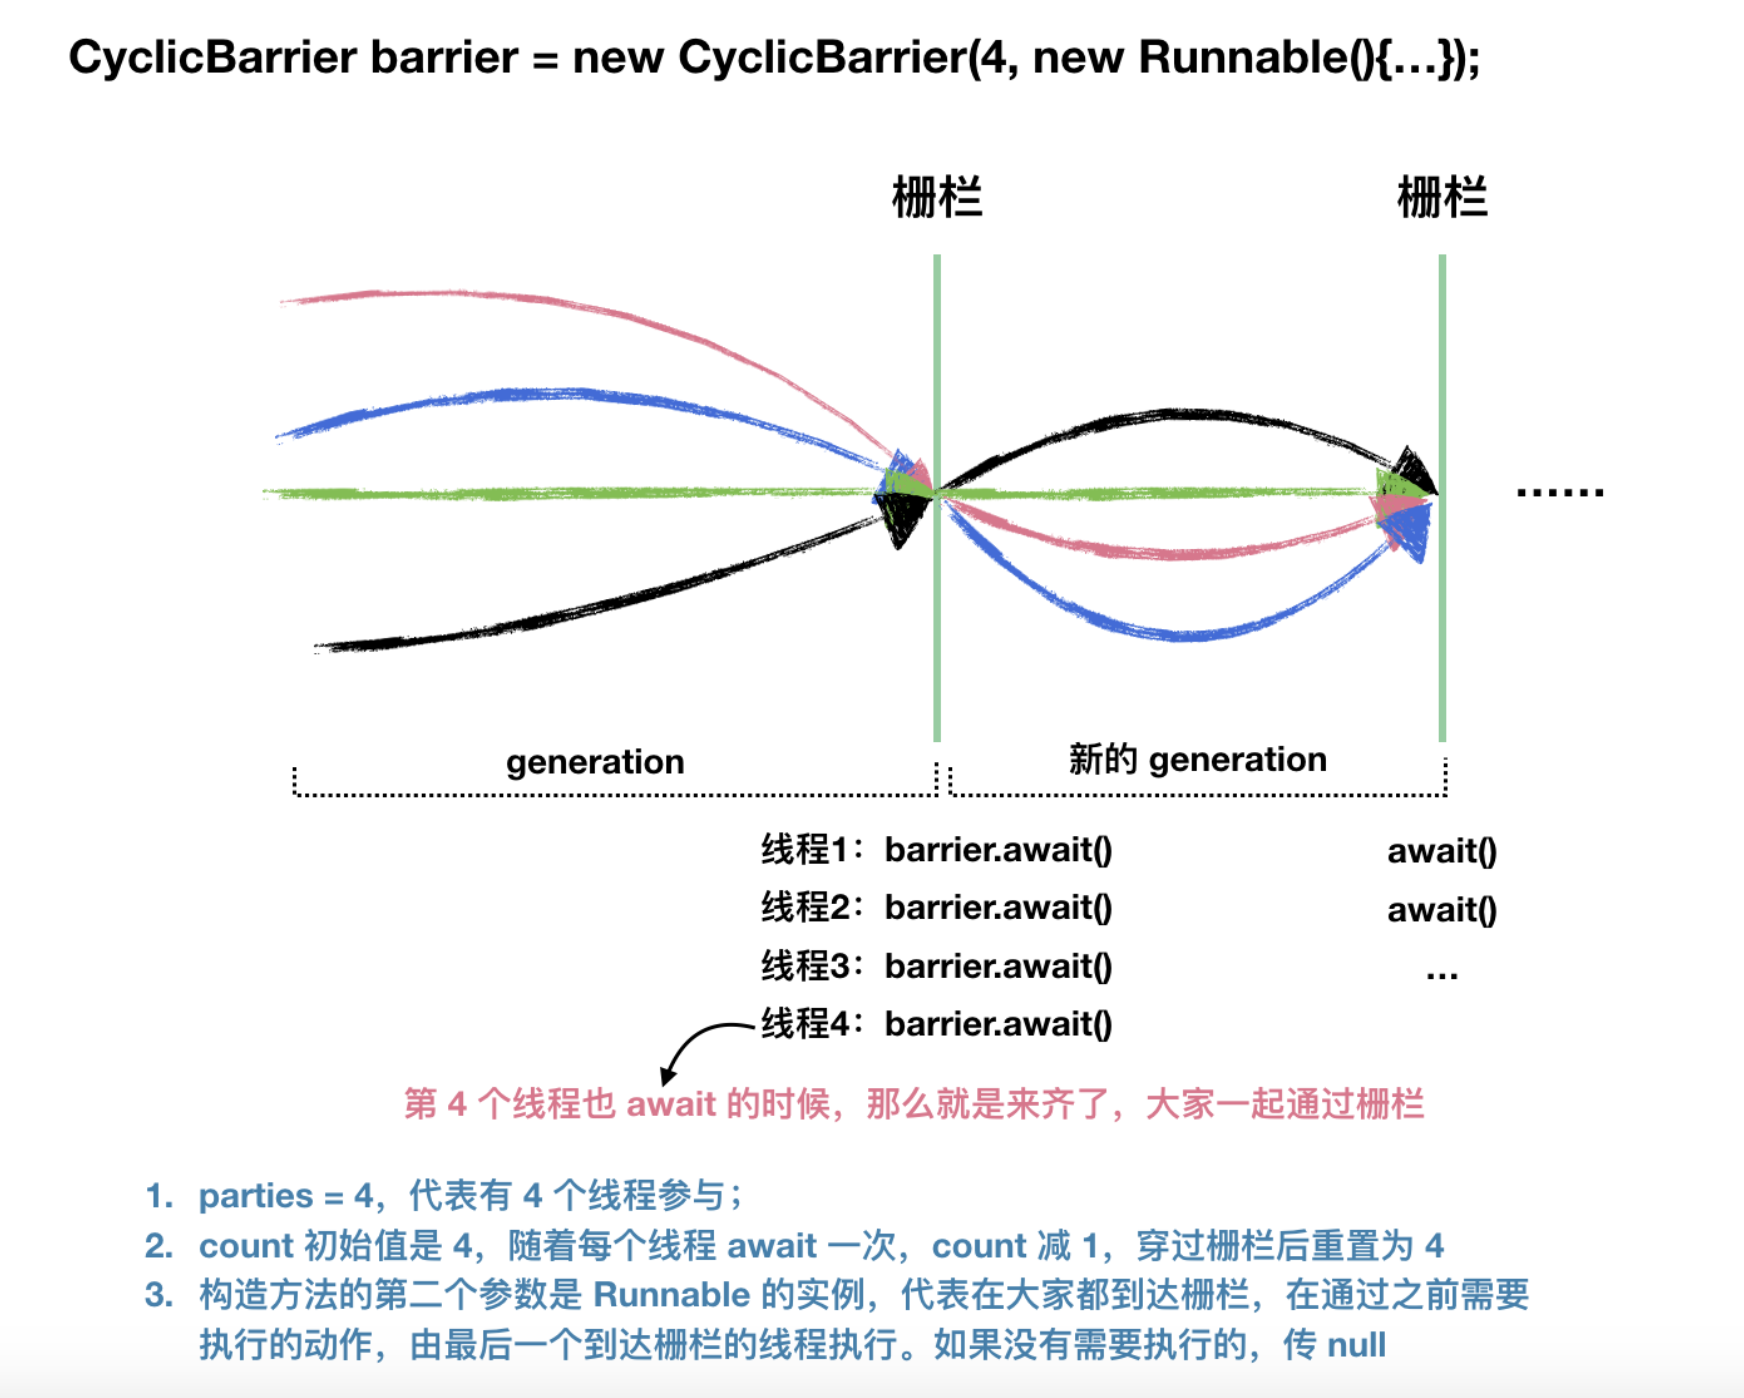 CyclicBarrier barrier = new CyclicBarrier(4, new Runnable(){...});
栅栏 栅栏
......
generation 新的 generation
线程1：barrier.await() await()
线程2：barrier.await() await()
线程3：barrier.await() ...
线程4：barrier.await()
第 4 个线程也 await 的时候，那么就是来齐了，大家一起通过栅栏
1. parties = 4，代表有 4 个线程参与；
2. count 初始值是 4，随着每个线程 await 一次，count 减 1，穿过栅栏后重置为 4
3. 构造方法的第二个参数是 Runnable 的实例，代表在大家都到达栅栏，在通过之前需要
执行的动作，由最后一个到达栅栏的线程执行。如果没有需要执行的，传 null